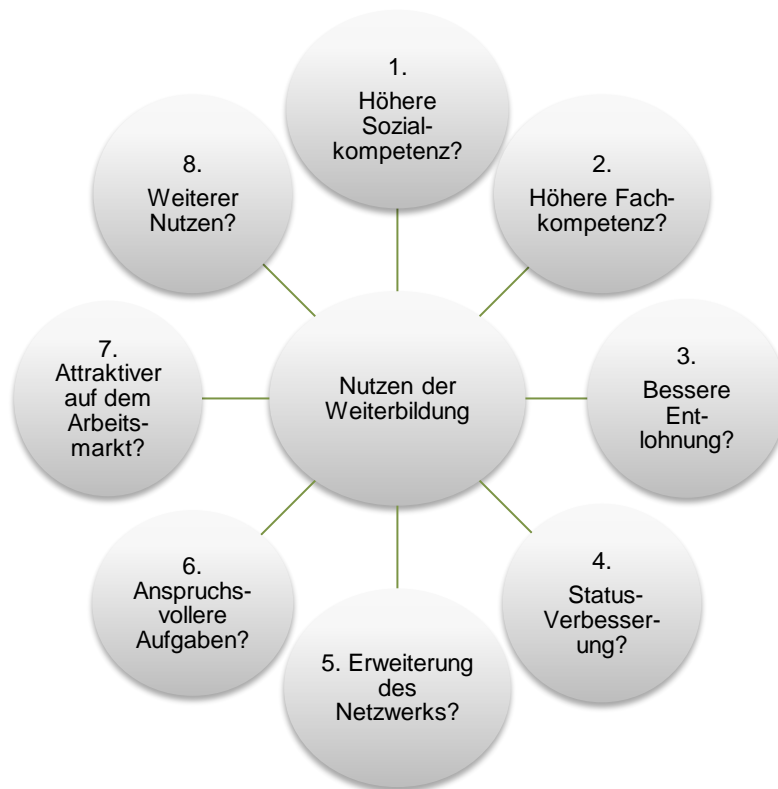 1.
Höhere
Sozial-
kompetenz?
2.
Höhere Fach-
kompetenz?
3.
Bessere
Ent-
lohnung?
4.
Status-
Verbesser-
ung?
5. Erweiterung
des
Netzwerks?
6.
Anspruchs-
vollere
Aufgaben?
7.
Attraktiver
auf dem
Arbeits-
markt?
8.
Weiterer
Nutzen?
Nutzen der
Weiterbildung